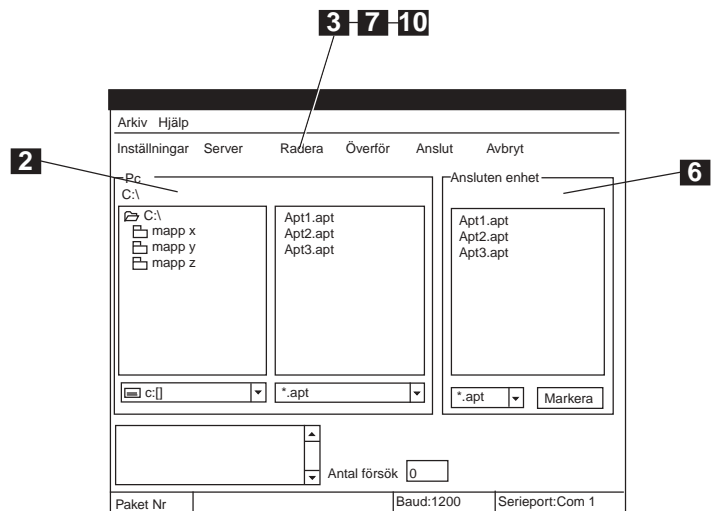 3 7 10
Arkiv Hjälp
Inställningar Server Radera Överför Anslut Avbryt
2
Pc
C:\
Ansluten enhet
6
C:\
mapp x
mapp y
mapp z
Apt1.apt
Apt2.apt
Apt3.apt
Apt1.apt
Apt2.apt
Apt3.apt
c:[]
*.apt
*.apt
Markera
Antal försök 0
Paket Nr Baud:1200 Serieport:Com 1